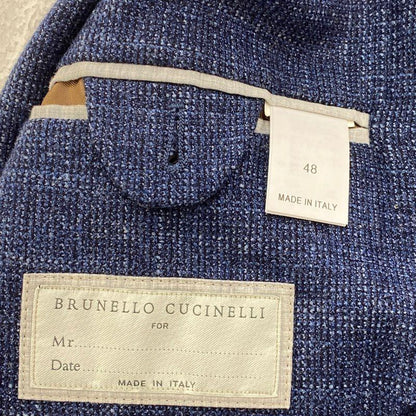 48
MADE IN ITALY
BRUNELLO CUCINELLI
FOR
Mr.
Date
MADE IN ITALY